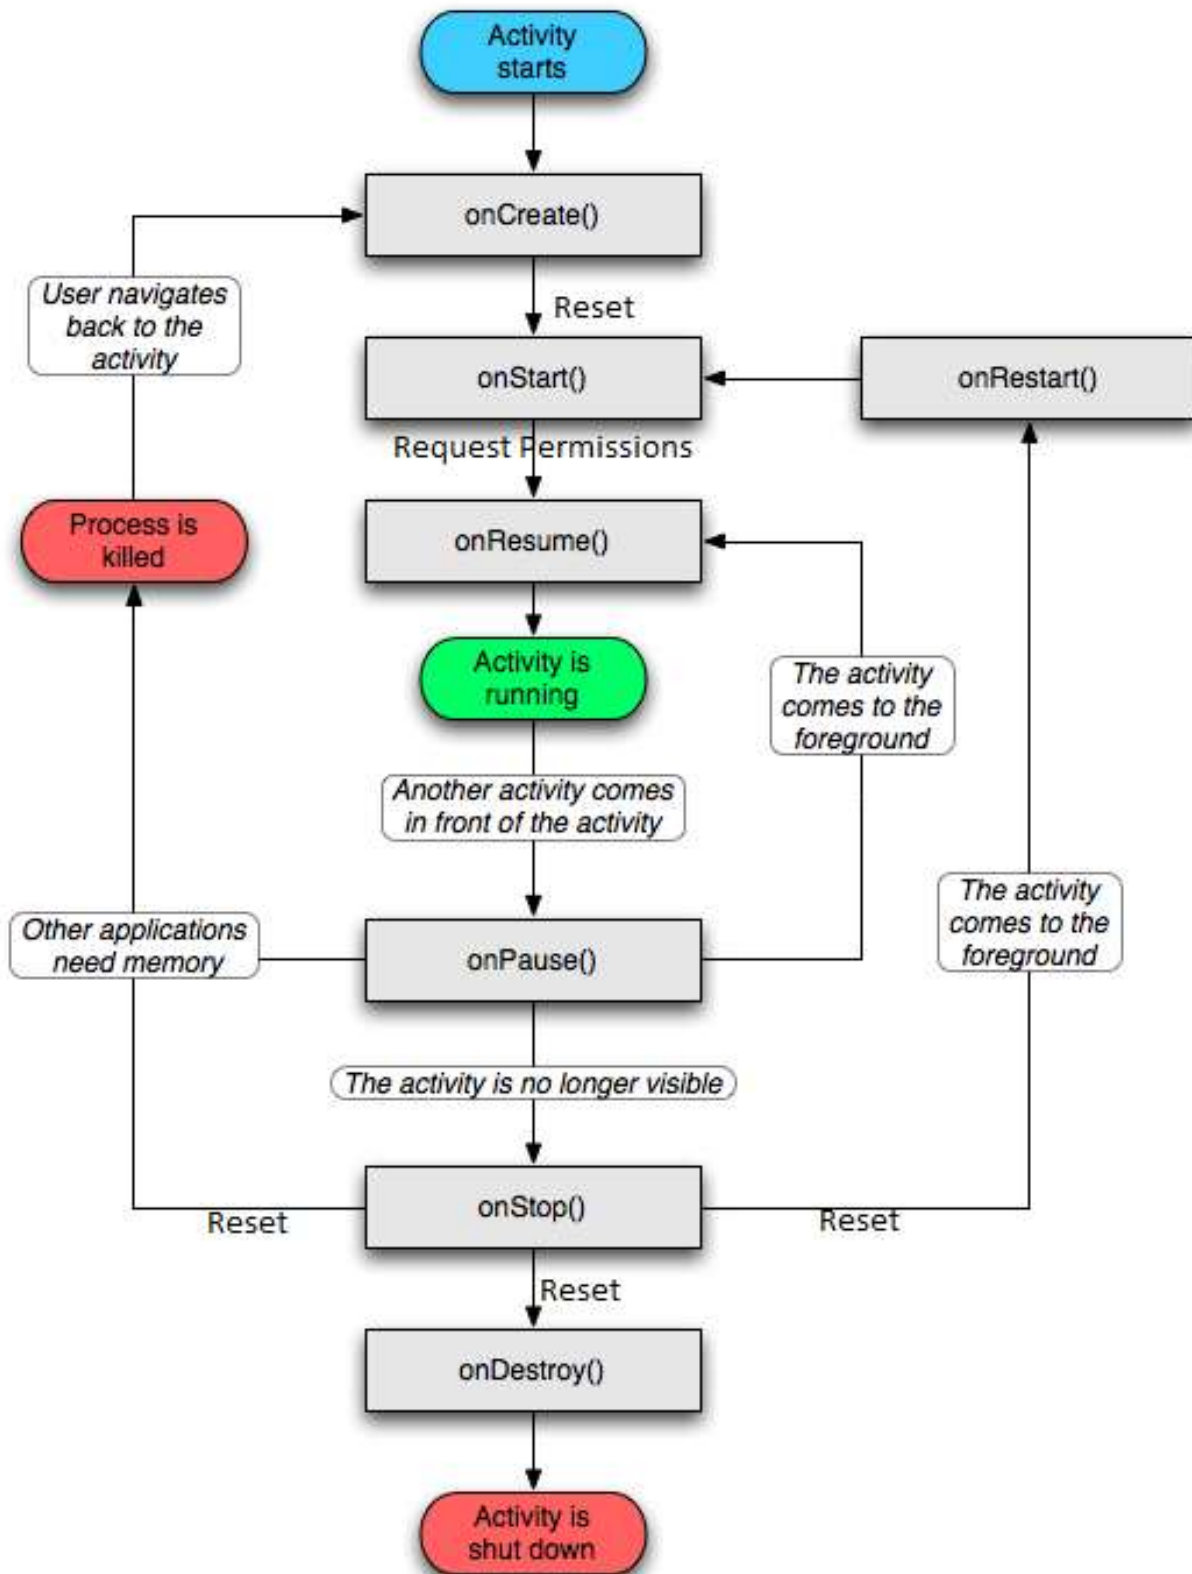 Activity
starts
onCreate()
User navigates
back to the
activity
Reset
onStart()
onRestart()
Request Permissions
Process is
killed
onResume()
Activity is
running
The activity
comes to the
foreground
Another activity comes
in front of the activity
The activity
comes to the
foreground
Other applications
need memory
onPause()
The activity is no longer visible
onStop()
Reset
Reset
Reset
onDestroy()
Activity is
shut down